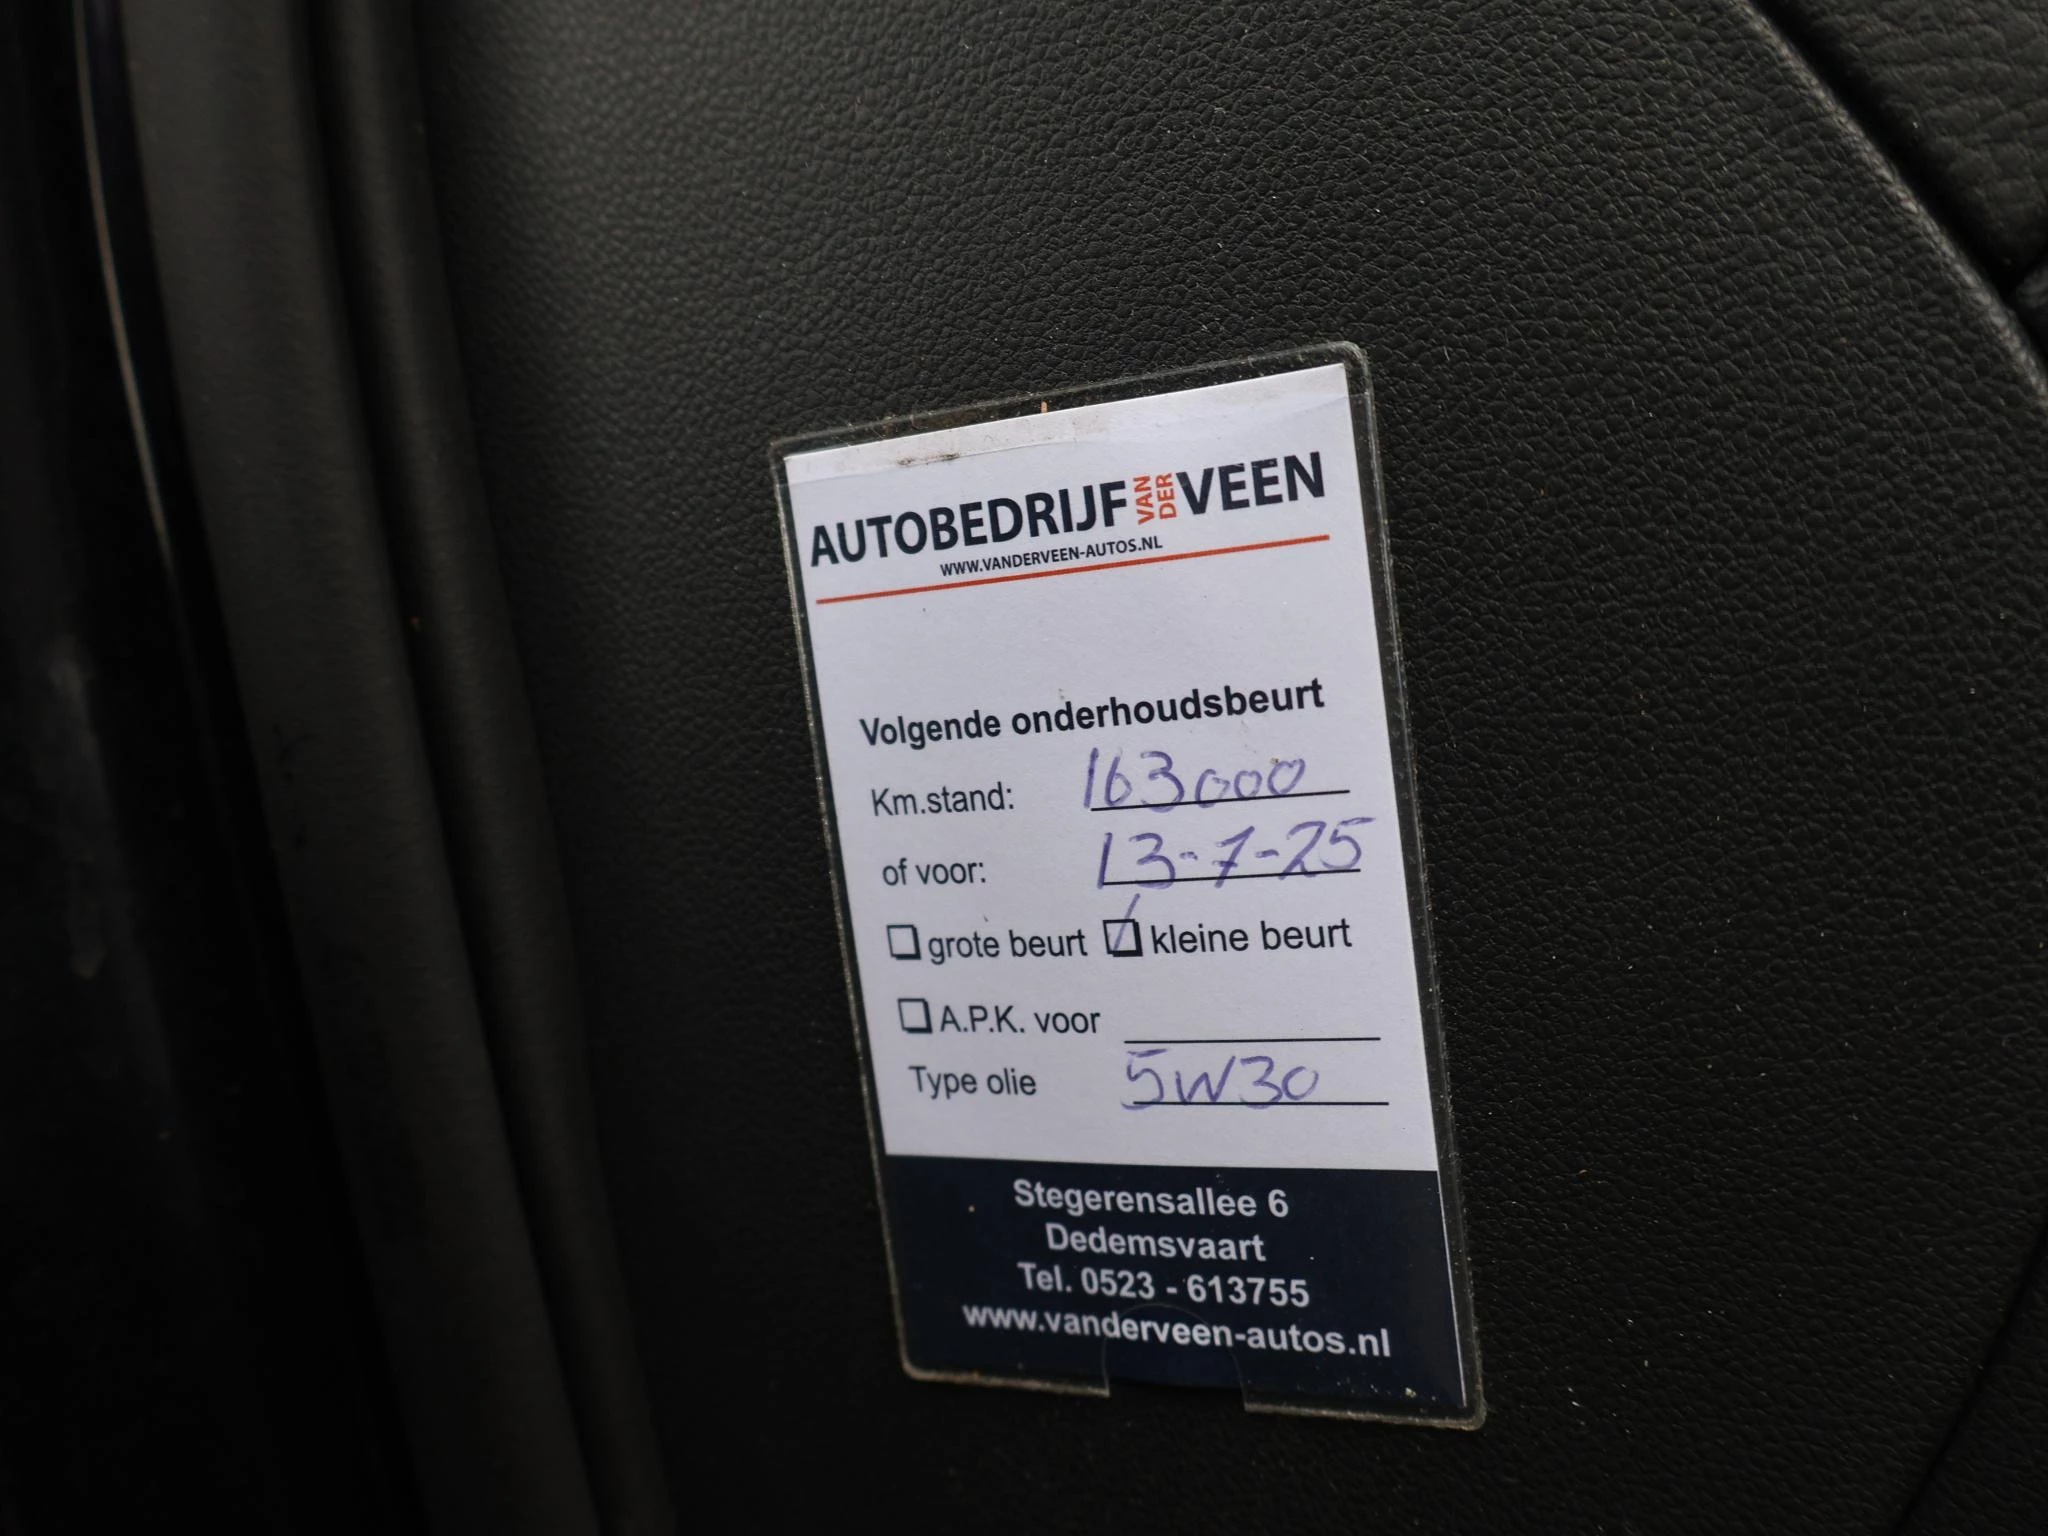 AUTOBEDRIJF VAN DER VEEN
WWW.VANDERVEEN-AUTOS.NL
Volgende onderhoudsbeurt
Km.stand: 163000
of voor: 13-7-25
grote beurt kleine beurt
A.P.K. voor
Type olie 5W30
Stegerensallee 6
Dedemsvaart
Tel. 0523 - 613755
www.vanderveen-autos.nl